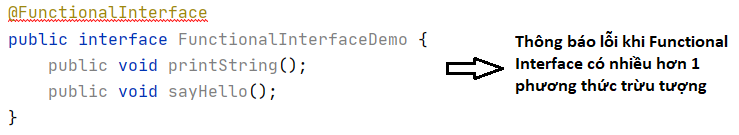 @FunctionalInterface
public interface FunctionalInterfaceDemo {
    public void printString();
    public void sayHello();
}
Thông báo lỗi khi Functional
Interface có nhiều hơn 1
phương thức trừu tượng